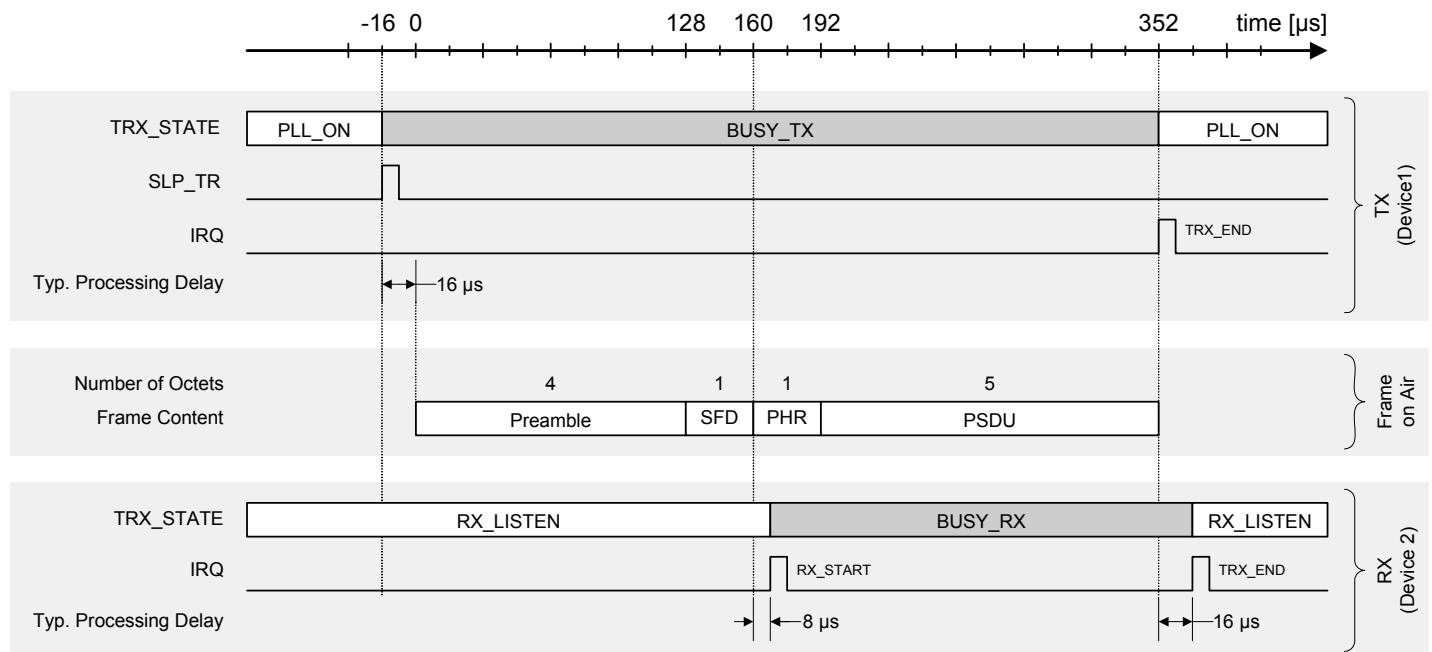 -16 0 128 160 192 352 time [µs]
TRX_STATE PLL_ON BUSY_TX PLL_ON
SLP_TR
IRQ TRX_END
Typ. Processing Delay 16 µs
TX
(Device1)
Number of Octets 4 1 1 5
Frame Content Preamble SFD PHR PSDU
Frame
on Air
TRX_STATE RX_LISTEN BUSY_RX RX_LISTEN
IRQ RX_START TRX_END
Typ. Processing Delay 8 µs 16 µs
RX
(Device 2)